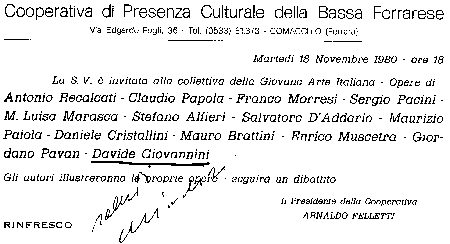 Cooperativa di Presenza Culturale della Bassa Ferrarese
Via Edgardo Fogli, 36 - Tel. (0533) 81.373 - COMACCHIO (Ferrara)
Martedì 18 Novembre 1980 - ore 18
La S. V. è invitata alla collettiva della Giovane Arte Italiana - Opere di
Antonio Recalcati - Claudio Papola - Franco Morresi - Sergio Pacini -
M. Luisa Marasca - Stefano Alfieri - Salvatore D'Addario - Maurizio
Paiola - Daniele Cristallini - Mauro Brattini - Enrico Muscetra - Gior-
dano Pavan - Davide Giovannini
Gli autori illustreranno le proprie opere - seguirà un dibattito
Il Presidente della Cooperativa
ARNALDO FELLETTI
RINFRESCO